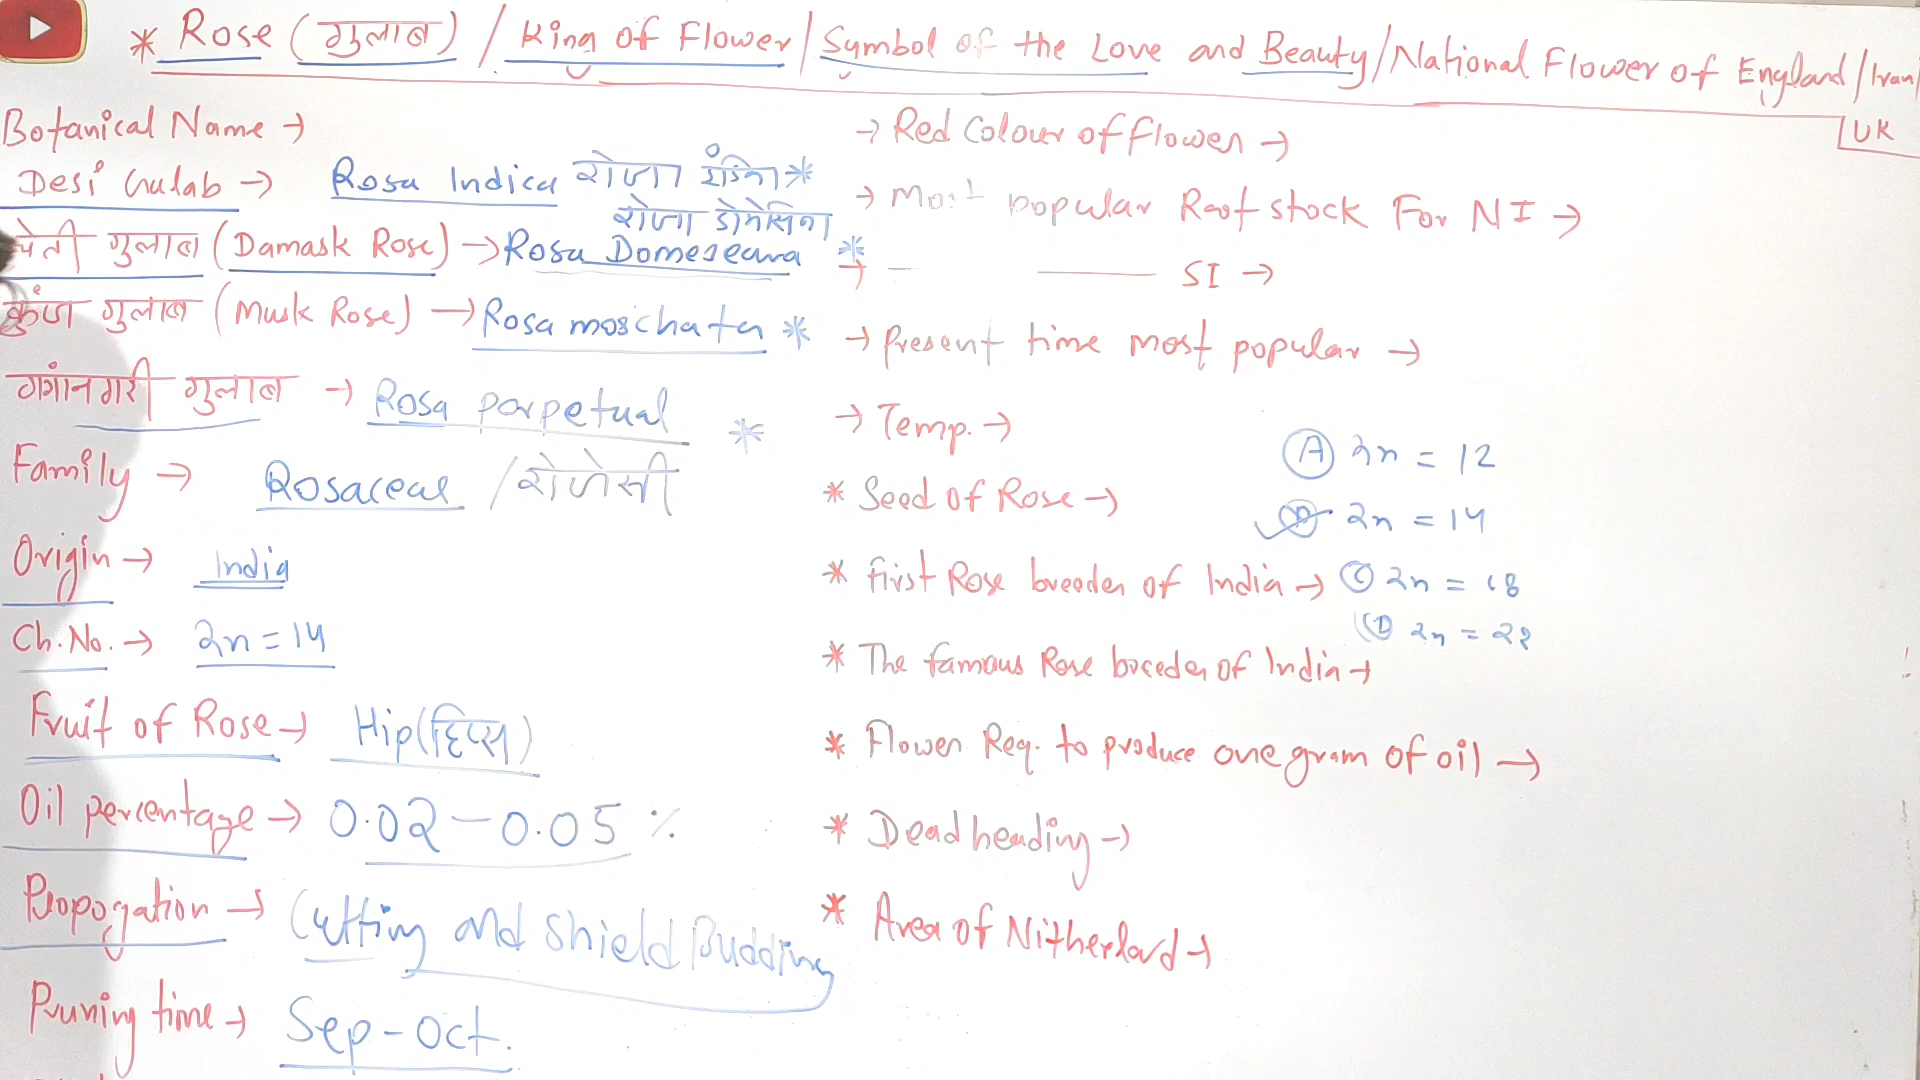 * Rose (गुलाब) / King of Flower / Symbol of the Love and Beauty / National Flower of England / Iran /
UK
Botanical Name →
Desi Gulab → Rosa Indica रोजा इंडिका *
रोजा डोमेसिना
चेती गुलाब (Damask Rose) → Rosa Domeseana *
कुंज गुलाब (Musk Rose) → Rosa moschata *
गंगानगरी गुलाब → Rosa perpetual *
Family → Rosaceae / रोजेसी
Origin → India
Ch. No. → 2n = 14
Fruit of Rose → Hip (हिप्स)
Oil percentage → 0.02 – 0.05 %
Propogation → Cutting and Shield Budding
Pruning time → Sep – Oct.
→ Red Colour of flower →
→ Most popular Root stock For NI →
→ — —— SI →
→ Present time most popular →
→ Temp. →
* Seed of Rose →
* First Rose breeder of India →
* The famous Rose breeder of India →
* Flower Req. to produce one gram of oil →
* Deadheading →
* Area of Nitherland →
(A) 2n = 12
2n = 14
(C) 2n = 18
(D) 2n = 22